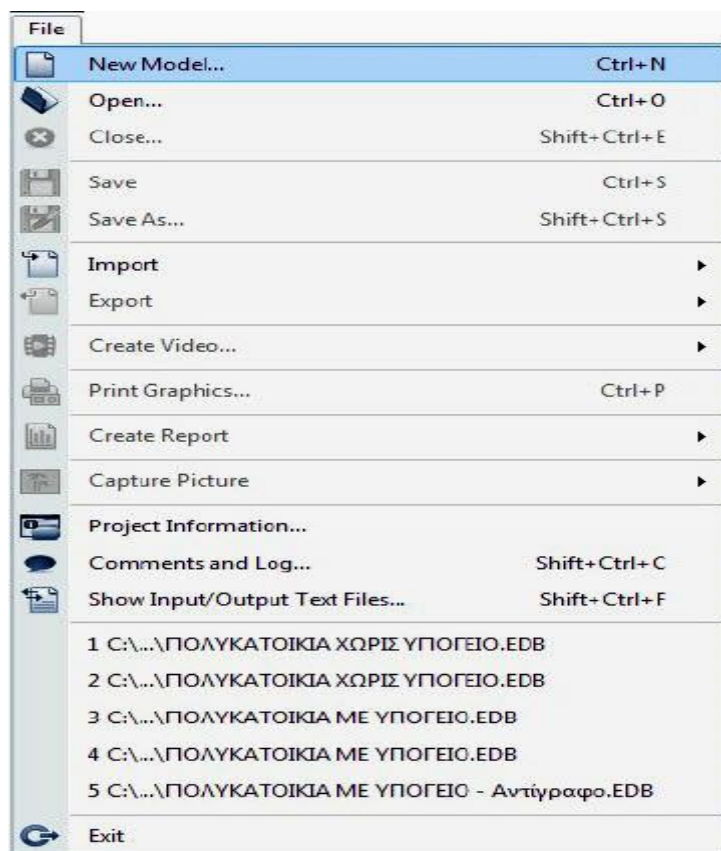 File
New Model... Ctrl+N
Open... Ctrl+O
Close... Shift+Ctrl+E
Save Ctrl+S
Save As... Shift+Ctrl+S
Import
Export
Create Video...
Print Graphics... Ctrl+P
Create Report
Capture Picture
Project Information...
Comments and Log... Shift+Ctrl+C
Show Input/Output Text Files... Shift+Ctrl+F
1 C:\...\ΠΟΛΥΚΑΤΟΙΚΙΑ ΧΩΡΙΣ ΥΠΟΓΕΙΟ.EDB
2 C:\...\ΠΟΛΥΚΑΤΟΙΚΙΑ ΧΩΡΙΣ ΥΠΟΓΕΙΟ.EDB
3 C:\...\ΠΟΛΥΚΑΤΟΙΚΙΑ ΜΕ ΥΠΟΓΕΙΟ.EDB
4 C:\...\ΠΟΛΥΚΑΤΟΙΚΙΑ ΜΕ ΥΠΟΓΕΙΟ.EDB
5 C:\...\ΠΟΛΥΚΑΤΟΙΚΙΑ ΜΕ ΥΠΟΓΕΙΟ - Αντίγραφο.EDB
Exit